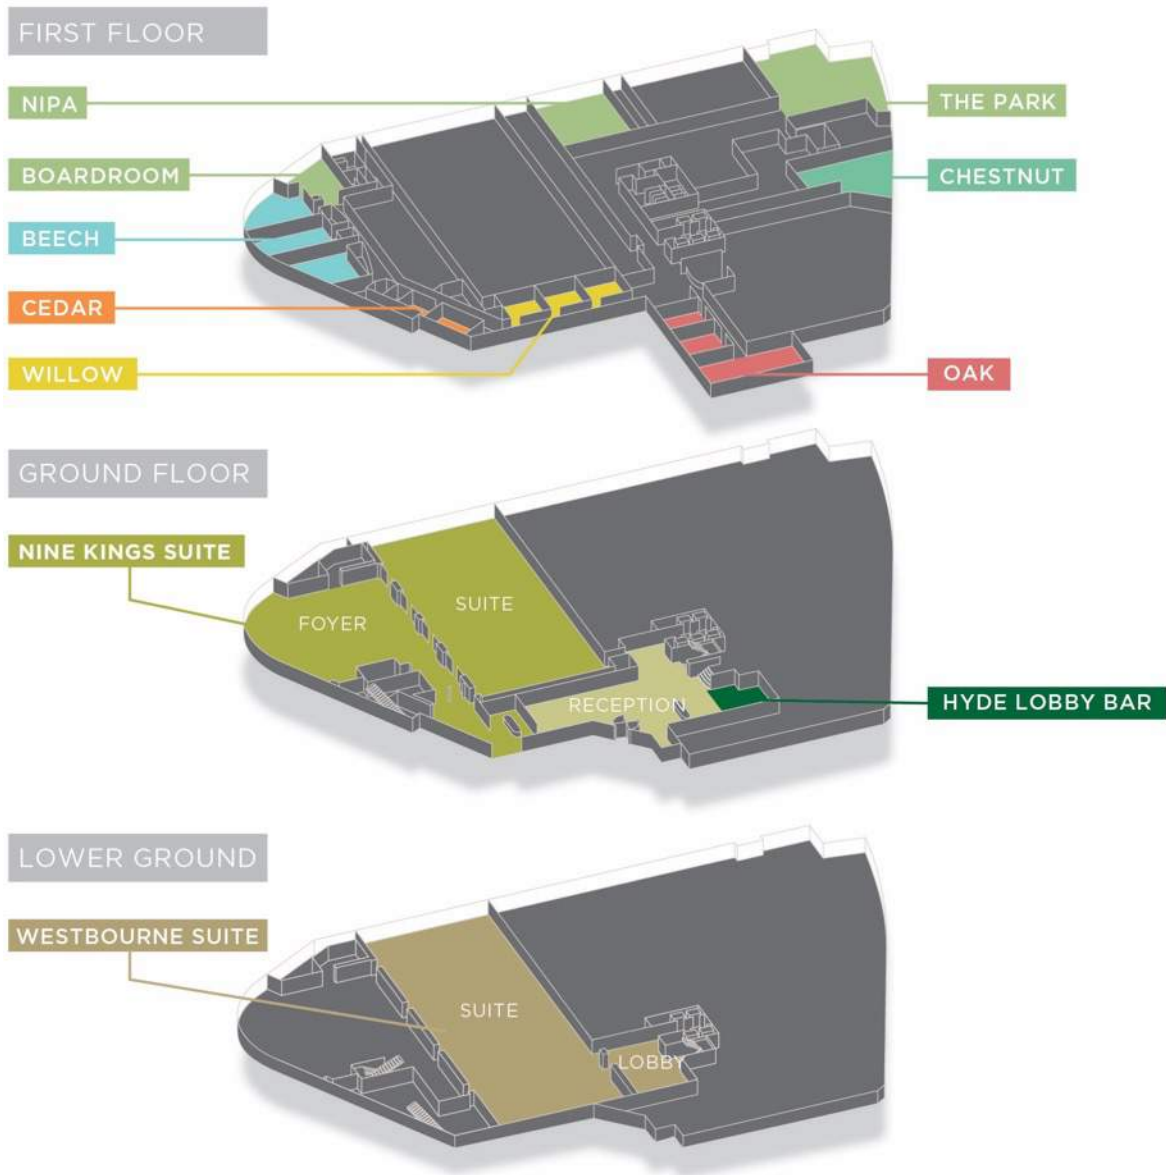 FIRST FLOOR
NIPA
THE PARK
BOARDROOM
CHESTNUT
BEECH
CEDAR
WILLOW
OAK
GROUND FLOOR
NINE KINGS SUITE
SUITE
FOYER
RECEPTION
HYDE LOBBY BAR
LOWER GROUND
WESTBOURNE SUITE
SUITE
LOBBY